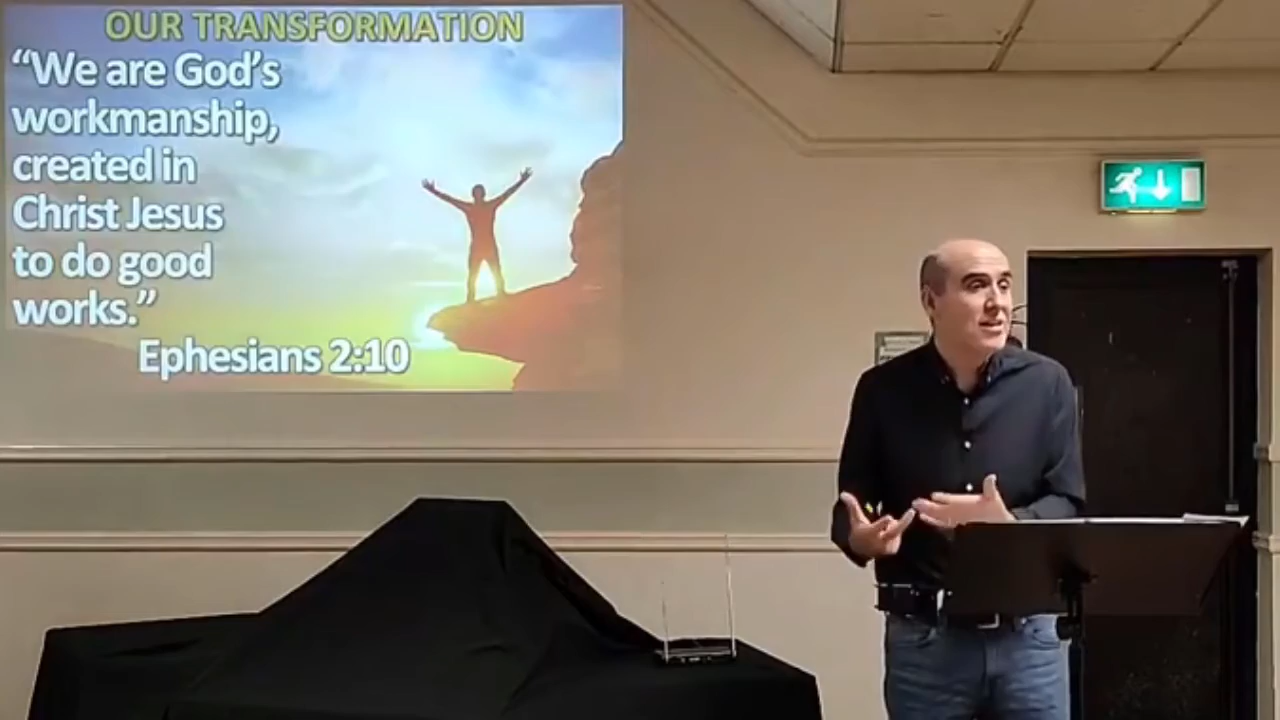 OUR TRANSFORMATION
“We are God’s
workmanship,
created in
Christ Jesus
to do good
works.”
Ephesians 2:10